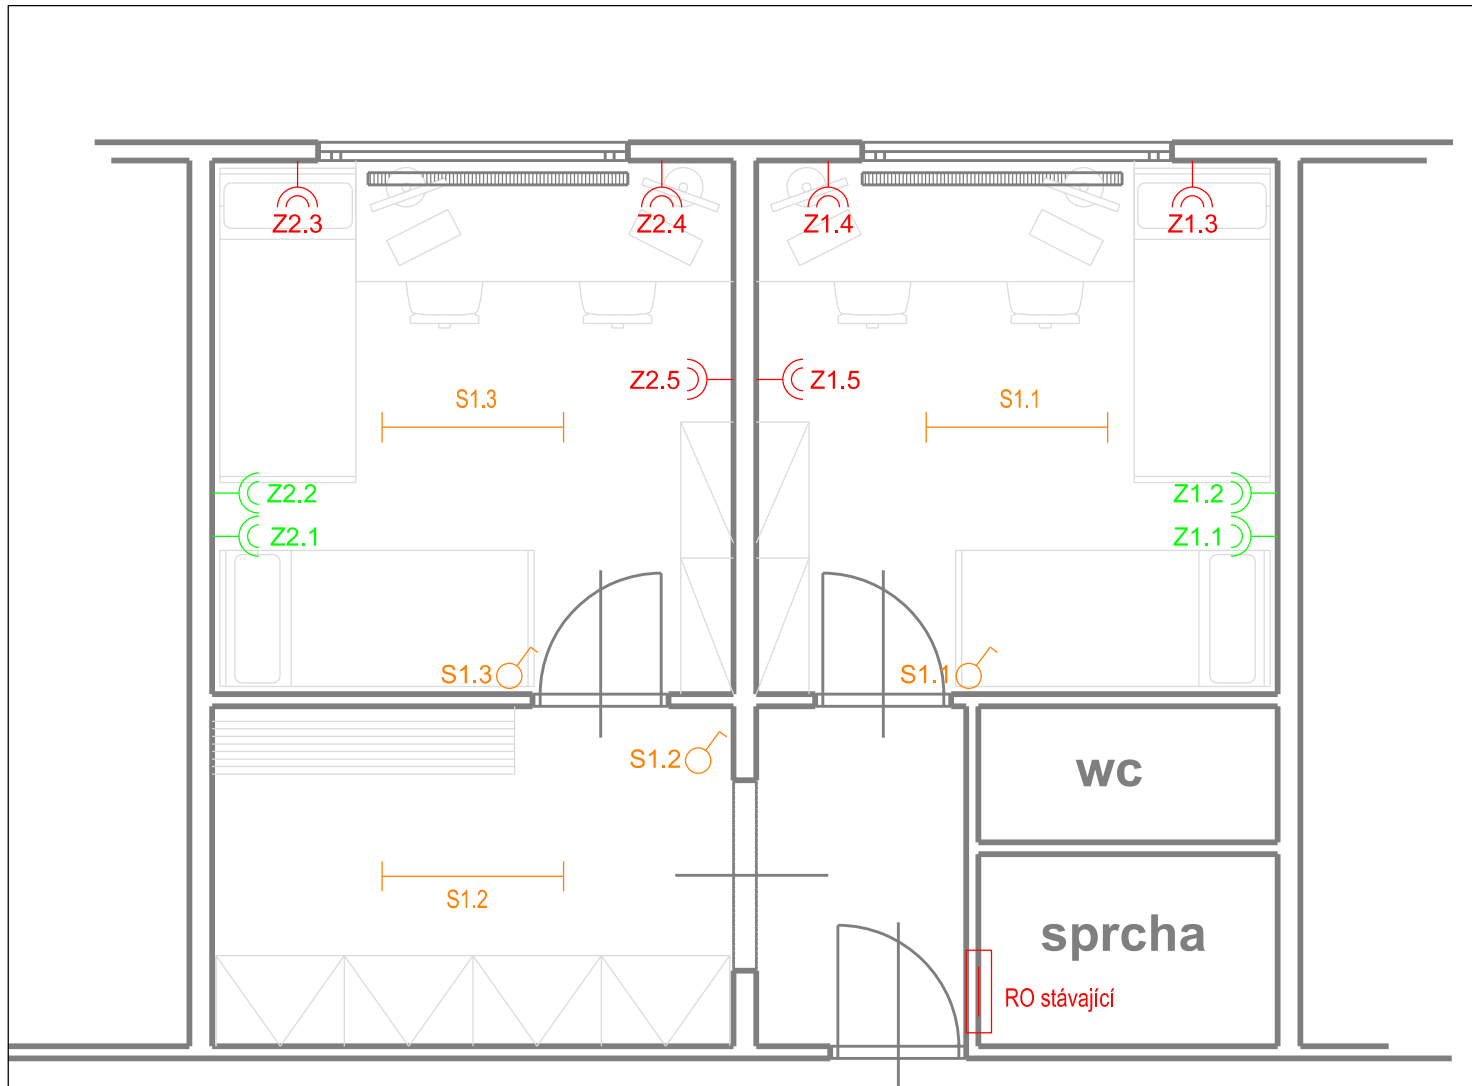 Z2.3
Z2.4
Z1.4
Z1.3
Z2.5
Z1.5
S1.3
S1.1
Z2.2
Z1.2
Z2.1
Z1.1
S1.3
S1.1
S1.2
wc
S1.2
sprcha
RO stávající